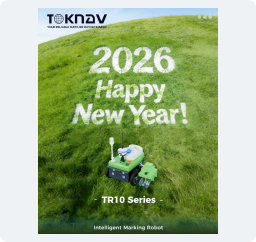 TOKNAV
2026
Happy
New Year!
- TR10 Series -
Intelligent Marking Robot